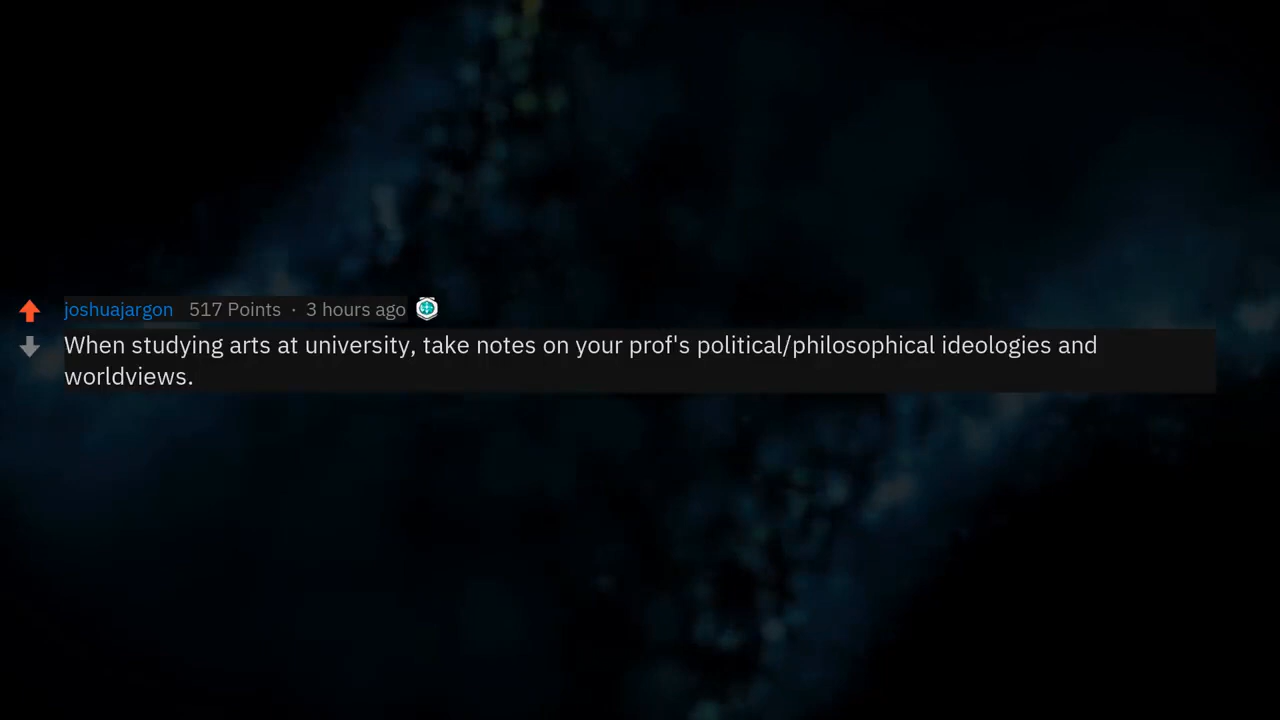 joshuajargon 517 Points · 3 hours ago
When studying arts at university, take notes on your prof's political/philosophical ideologies and
worldviews.